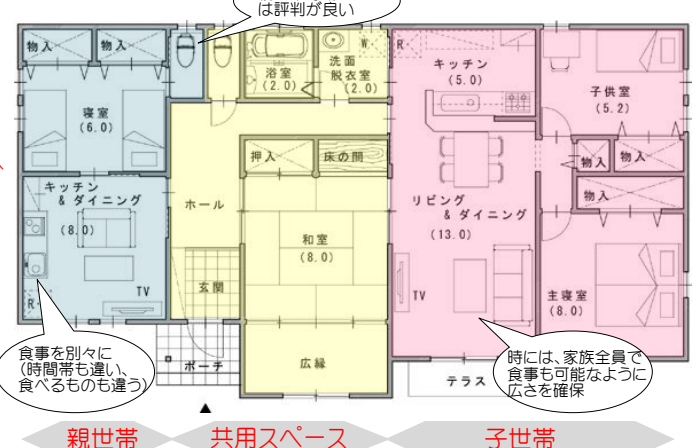 は評判が良い
物入
物入
浴室
(2.0)
洗面
脱衣室
(2.0)
W
R
キッチン
(5.0)
子供室
(5.2)
寝室
(6.0)
押入
床の間
物入
物入
物入
キッチン
& ダイニング
(8.0)
ホール
和室
(8.0)
リビング
& ダイニング
(13.0)
玄関
TV
R
TV
主寝室
(8.0)
食事を別々に
(時間帯も違い、
食べるものも違う)
ポーチ
広縁
テラス
時には、家族全員で
食事も可能なように
広さを確保
親世帯
共用スペース
子世帯